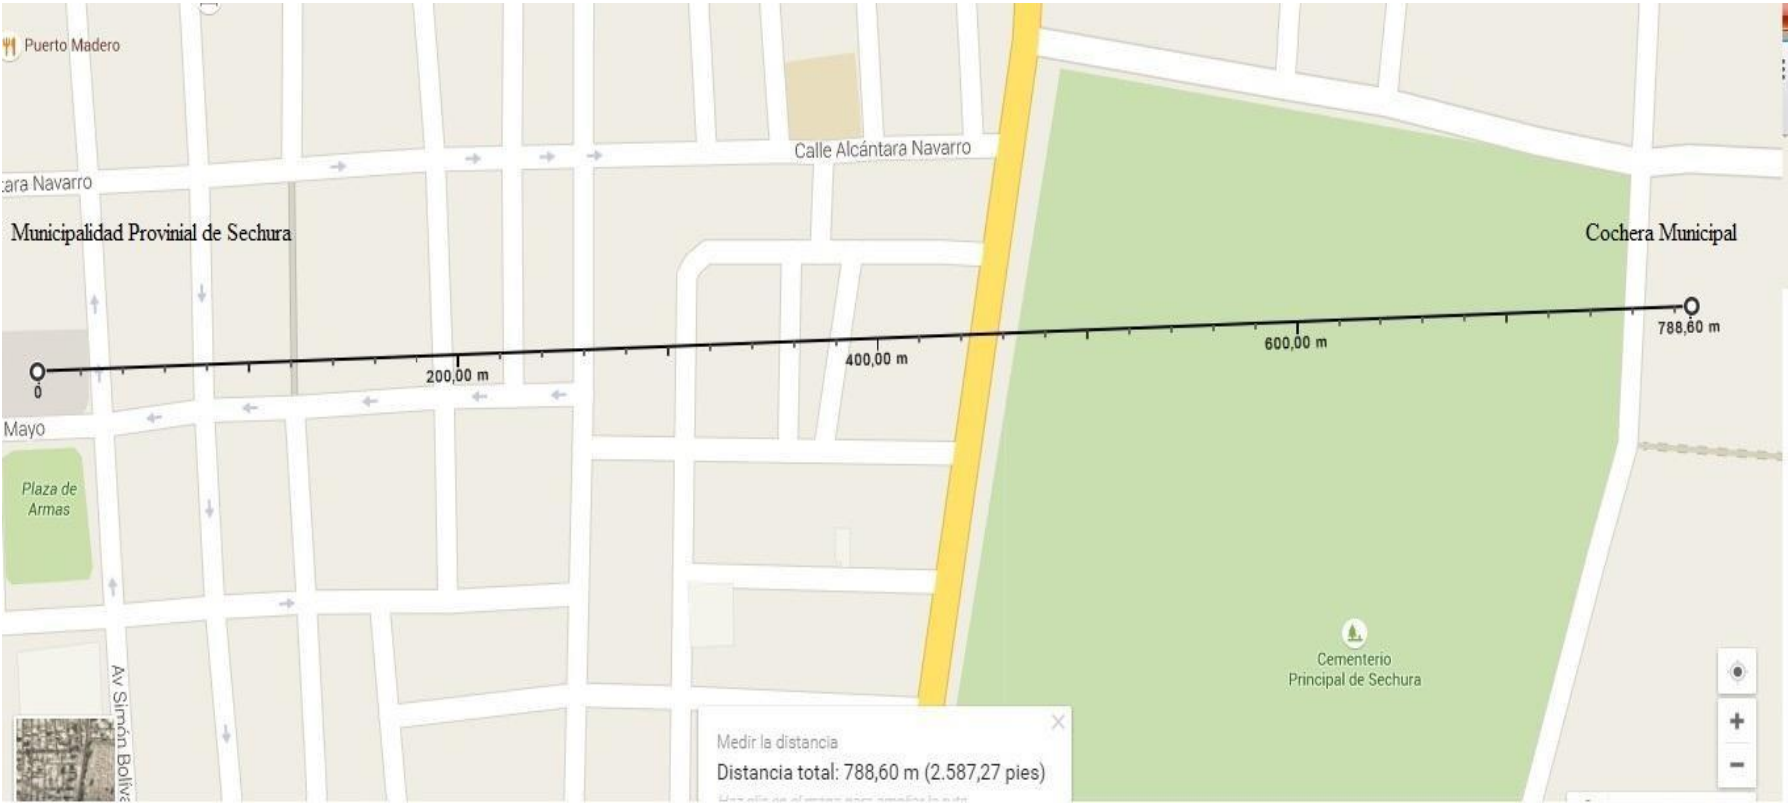 Puerto Madero
Calle Alcántara Navarro
ara Navarro
Municipalidad Provinial de Sechura
Cochera Municipal
0
200,00 m
400,00 m
600,00 m
788,60 m
Mayo
Plaza de
Armas
Cementerio
Principal de Sechura
Av Simón Bolíva
Medir la distancia
Distancia total: 788,60 m (2.587,27 pies)